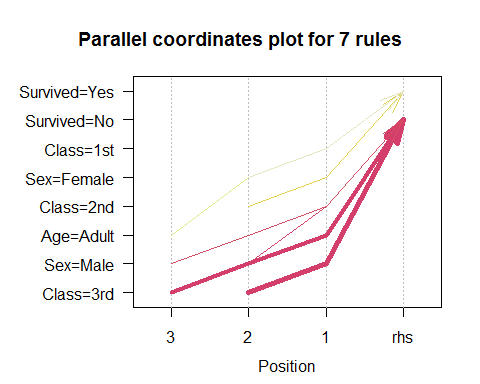 Parallel coordinates plot for 7 rules
Survived=Yes
Survived=No
Class=1st
Sex=Female
Class=2nd
Age=Adult
Sex=Male
Class=3rd
3 2 1 rhs
Position